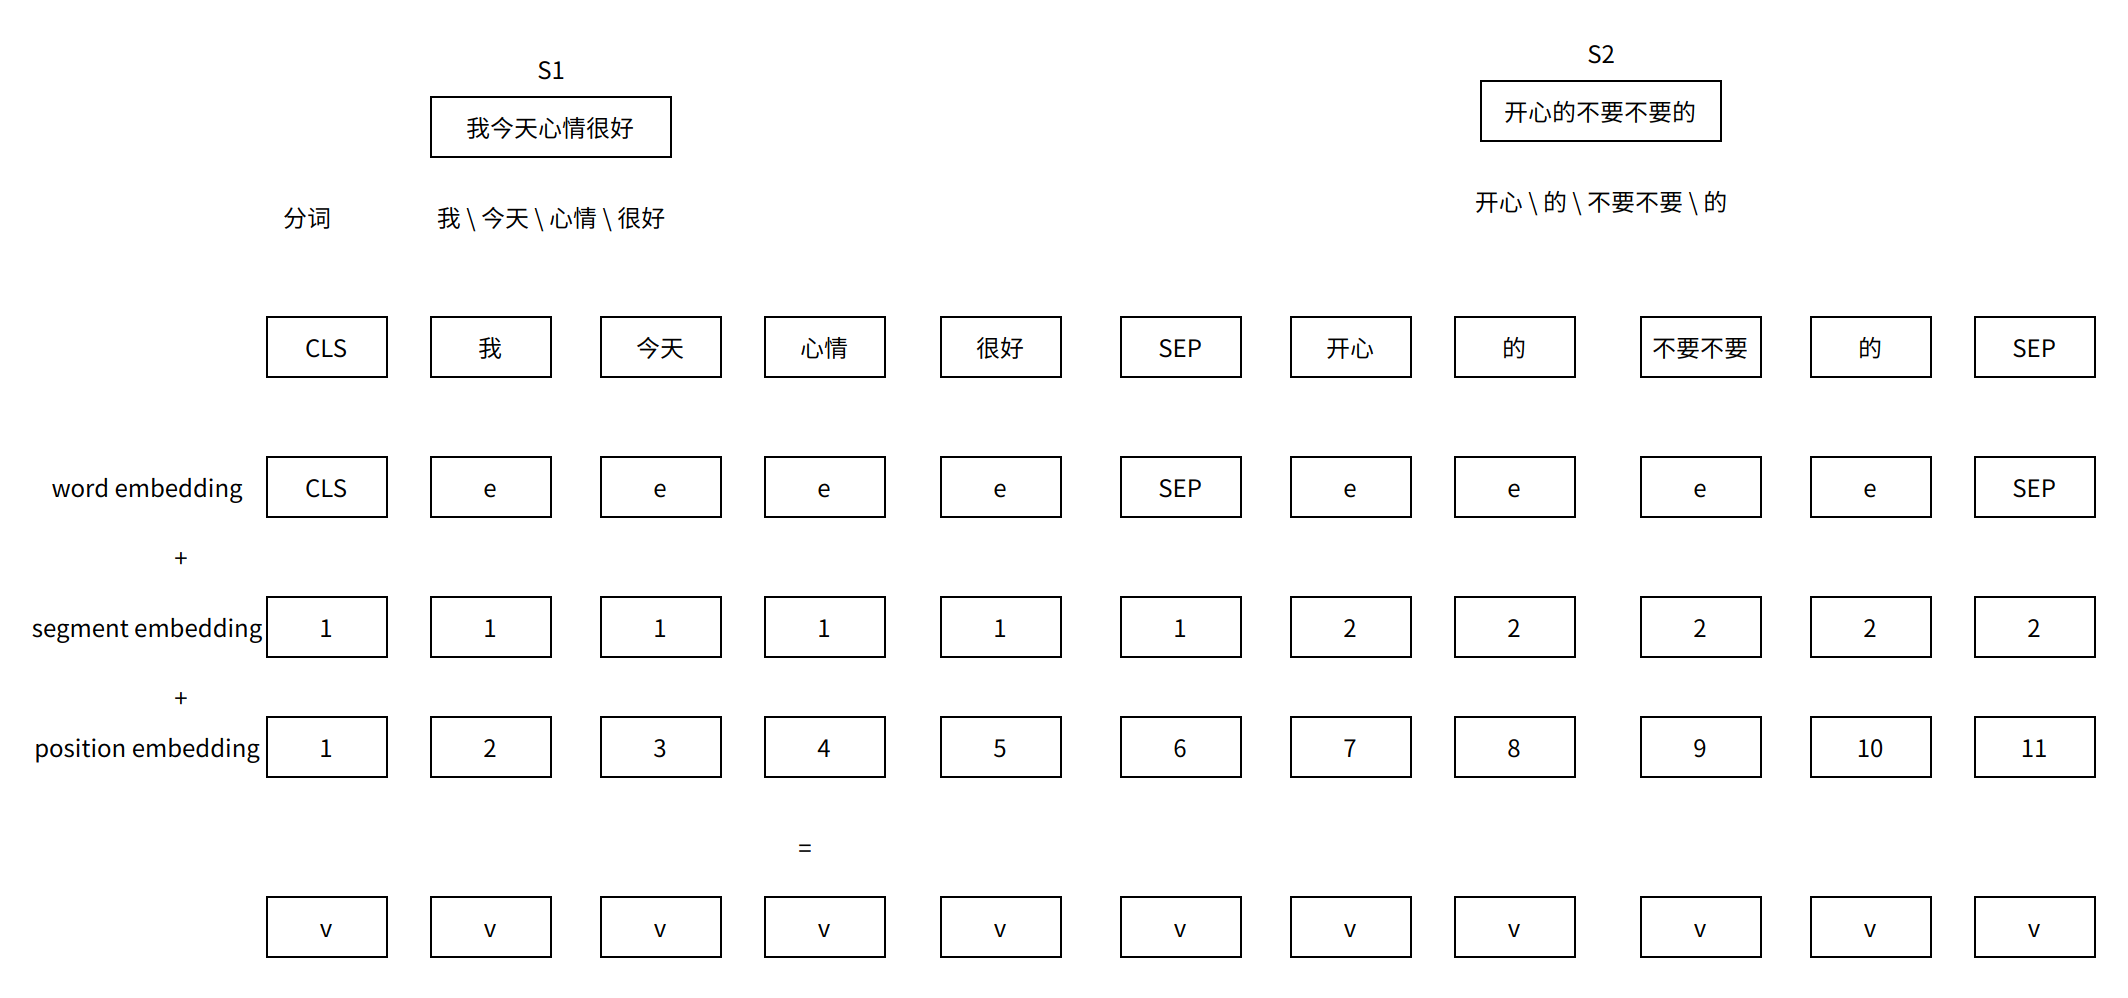 S1
S2
我今天心情很好
开心的不要不要的
分词
我 \ 今天 \ 心情 \ 很好
开心 \ 的 \ 不要不要 \ 的
CLS 我 今天 心情 很好 SEP 开心 的 不要不要 的 SEP
word embedding CLS e e e e SEP e e e e SEP
+
segment embedding 1 1 1 1 1 1 2 2 2 2 2
+
position embedding 1 2 3 4 5 6 7 8 9 10 11
=
v v v v v v v v v v v